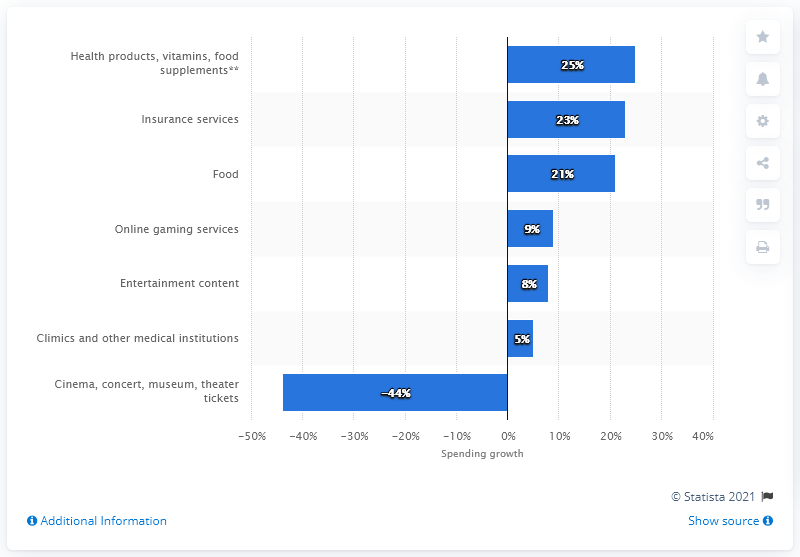 Health products, vitamins, food
supplements**
25%
Insurance services
23%
Food
21%
Online gaming services
9%
Entertainment content
8%
Climics and other medical institutions
5%
Cinema, concert, museum, theater
tickets
−44%
−50% −40% −30% −20% −10% 0% 10% 20% 30% 40%
Spending growth
© Statista 2021
Additional Information
Show source